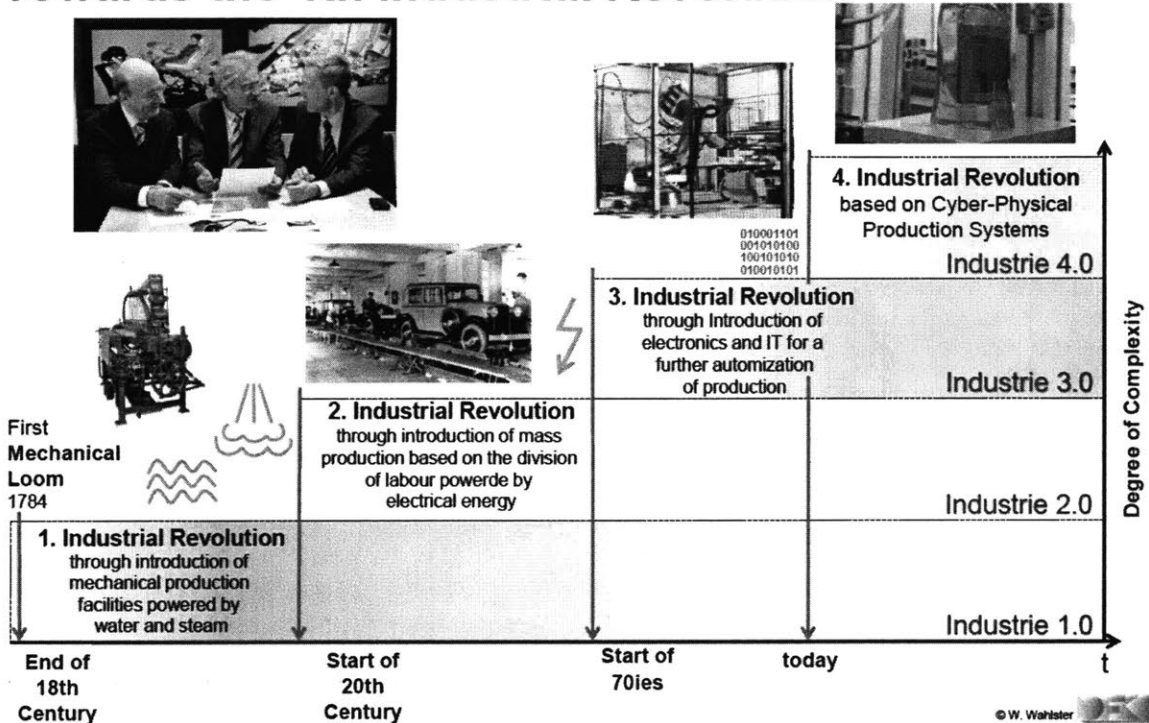 010001101
001010100
100101010
010010101
4. Industrial Revolution
based on Cyber-Physical
Production Systems
Industrie 4.0
3. Industrial Revolution
through Introduction of
electronics and IT for a
further automization
of production
Industrie 3.0
2. Industrial Revolution
through introduction of mass
production based on the division
of labour powerde by
electrical energy
Industrie 2.0
First
Mechanical
Loom
1784
1. Industrial Revolution
through introduction of
mechanical production
facilities powered by
water and steam
Industrie 1.0
Degree of Complexity
End of
18th
Century
Start of
20th
Century
Start of
70ies
today
t
© W. Wahlster